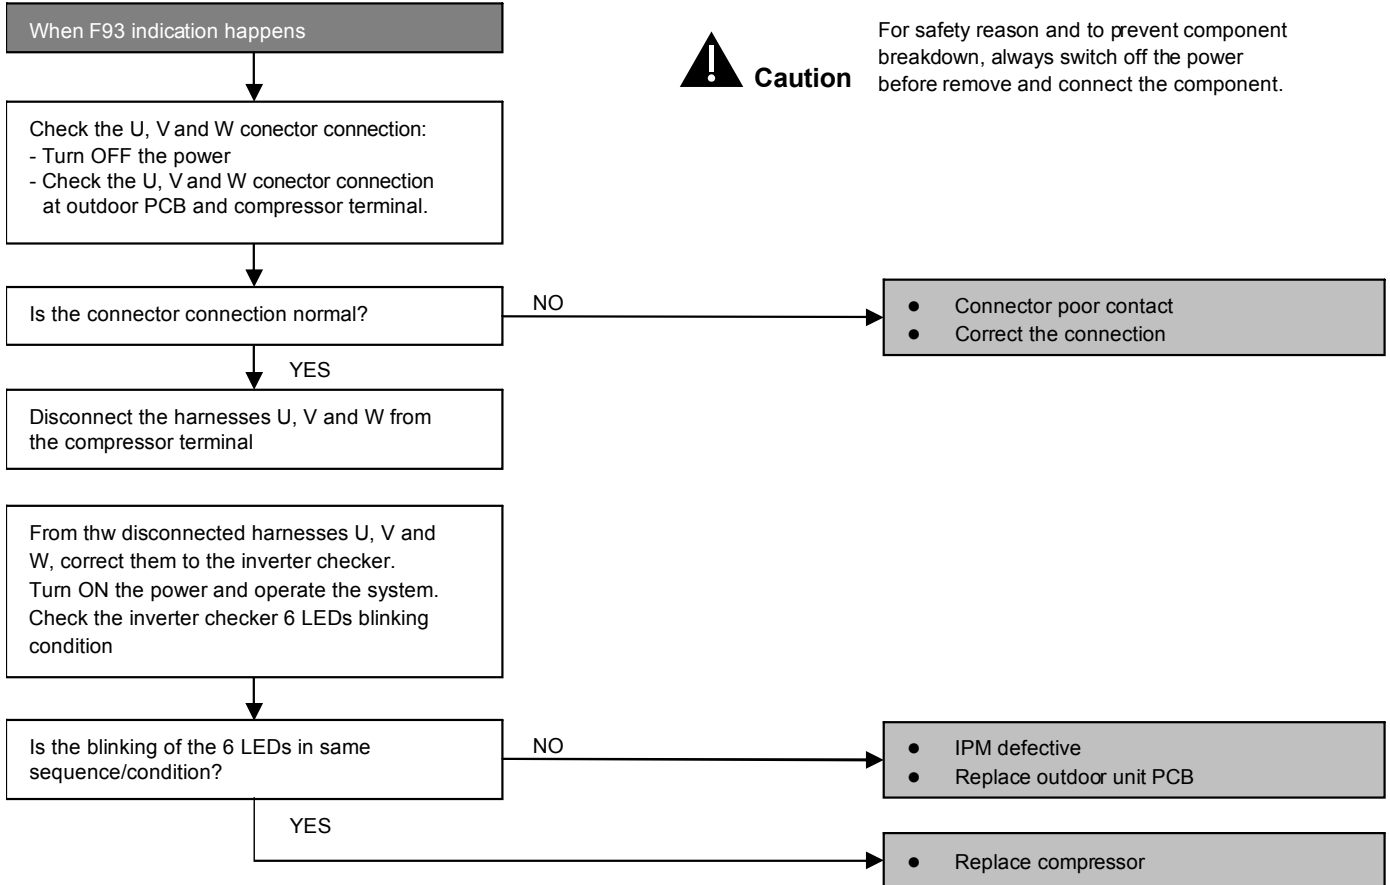 When F93 indication happens
Caution
For safety reason and to prevent component
breakdown, always switch off the power
before remove and connect the component.
Check the U, V and W conector connection:
- Turn OFF the power
- Check the U, V and W conector connection
at outdoor PCB and compressor terminal.
Is the connector connection normal?
NO
● Connector poor contact
● Correct the connection
YES
Disconnect the harnesses U, V and W from
the compressor terminal
From thw disconnected harnesses U, V and
W, correct them to the inverter checker.
Turn ON the power and operate the system.
Check the inverter checker 6 LEDs blinking
condition
Is the blinking of the 6 LEDs in same
sequence/condition?
NO
● IPM defective
● Replace outdoor unit PCB
YES
● Replace compressor